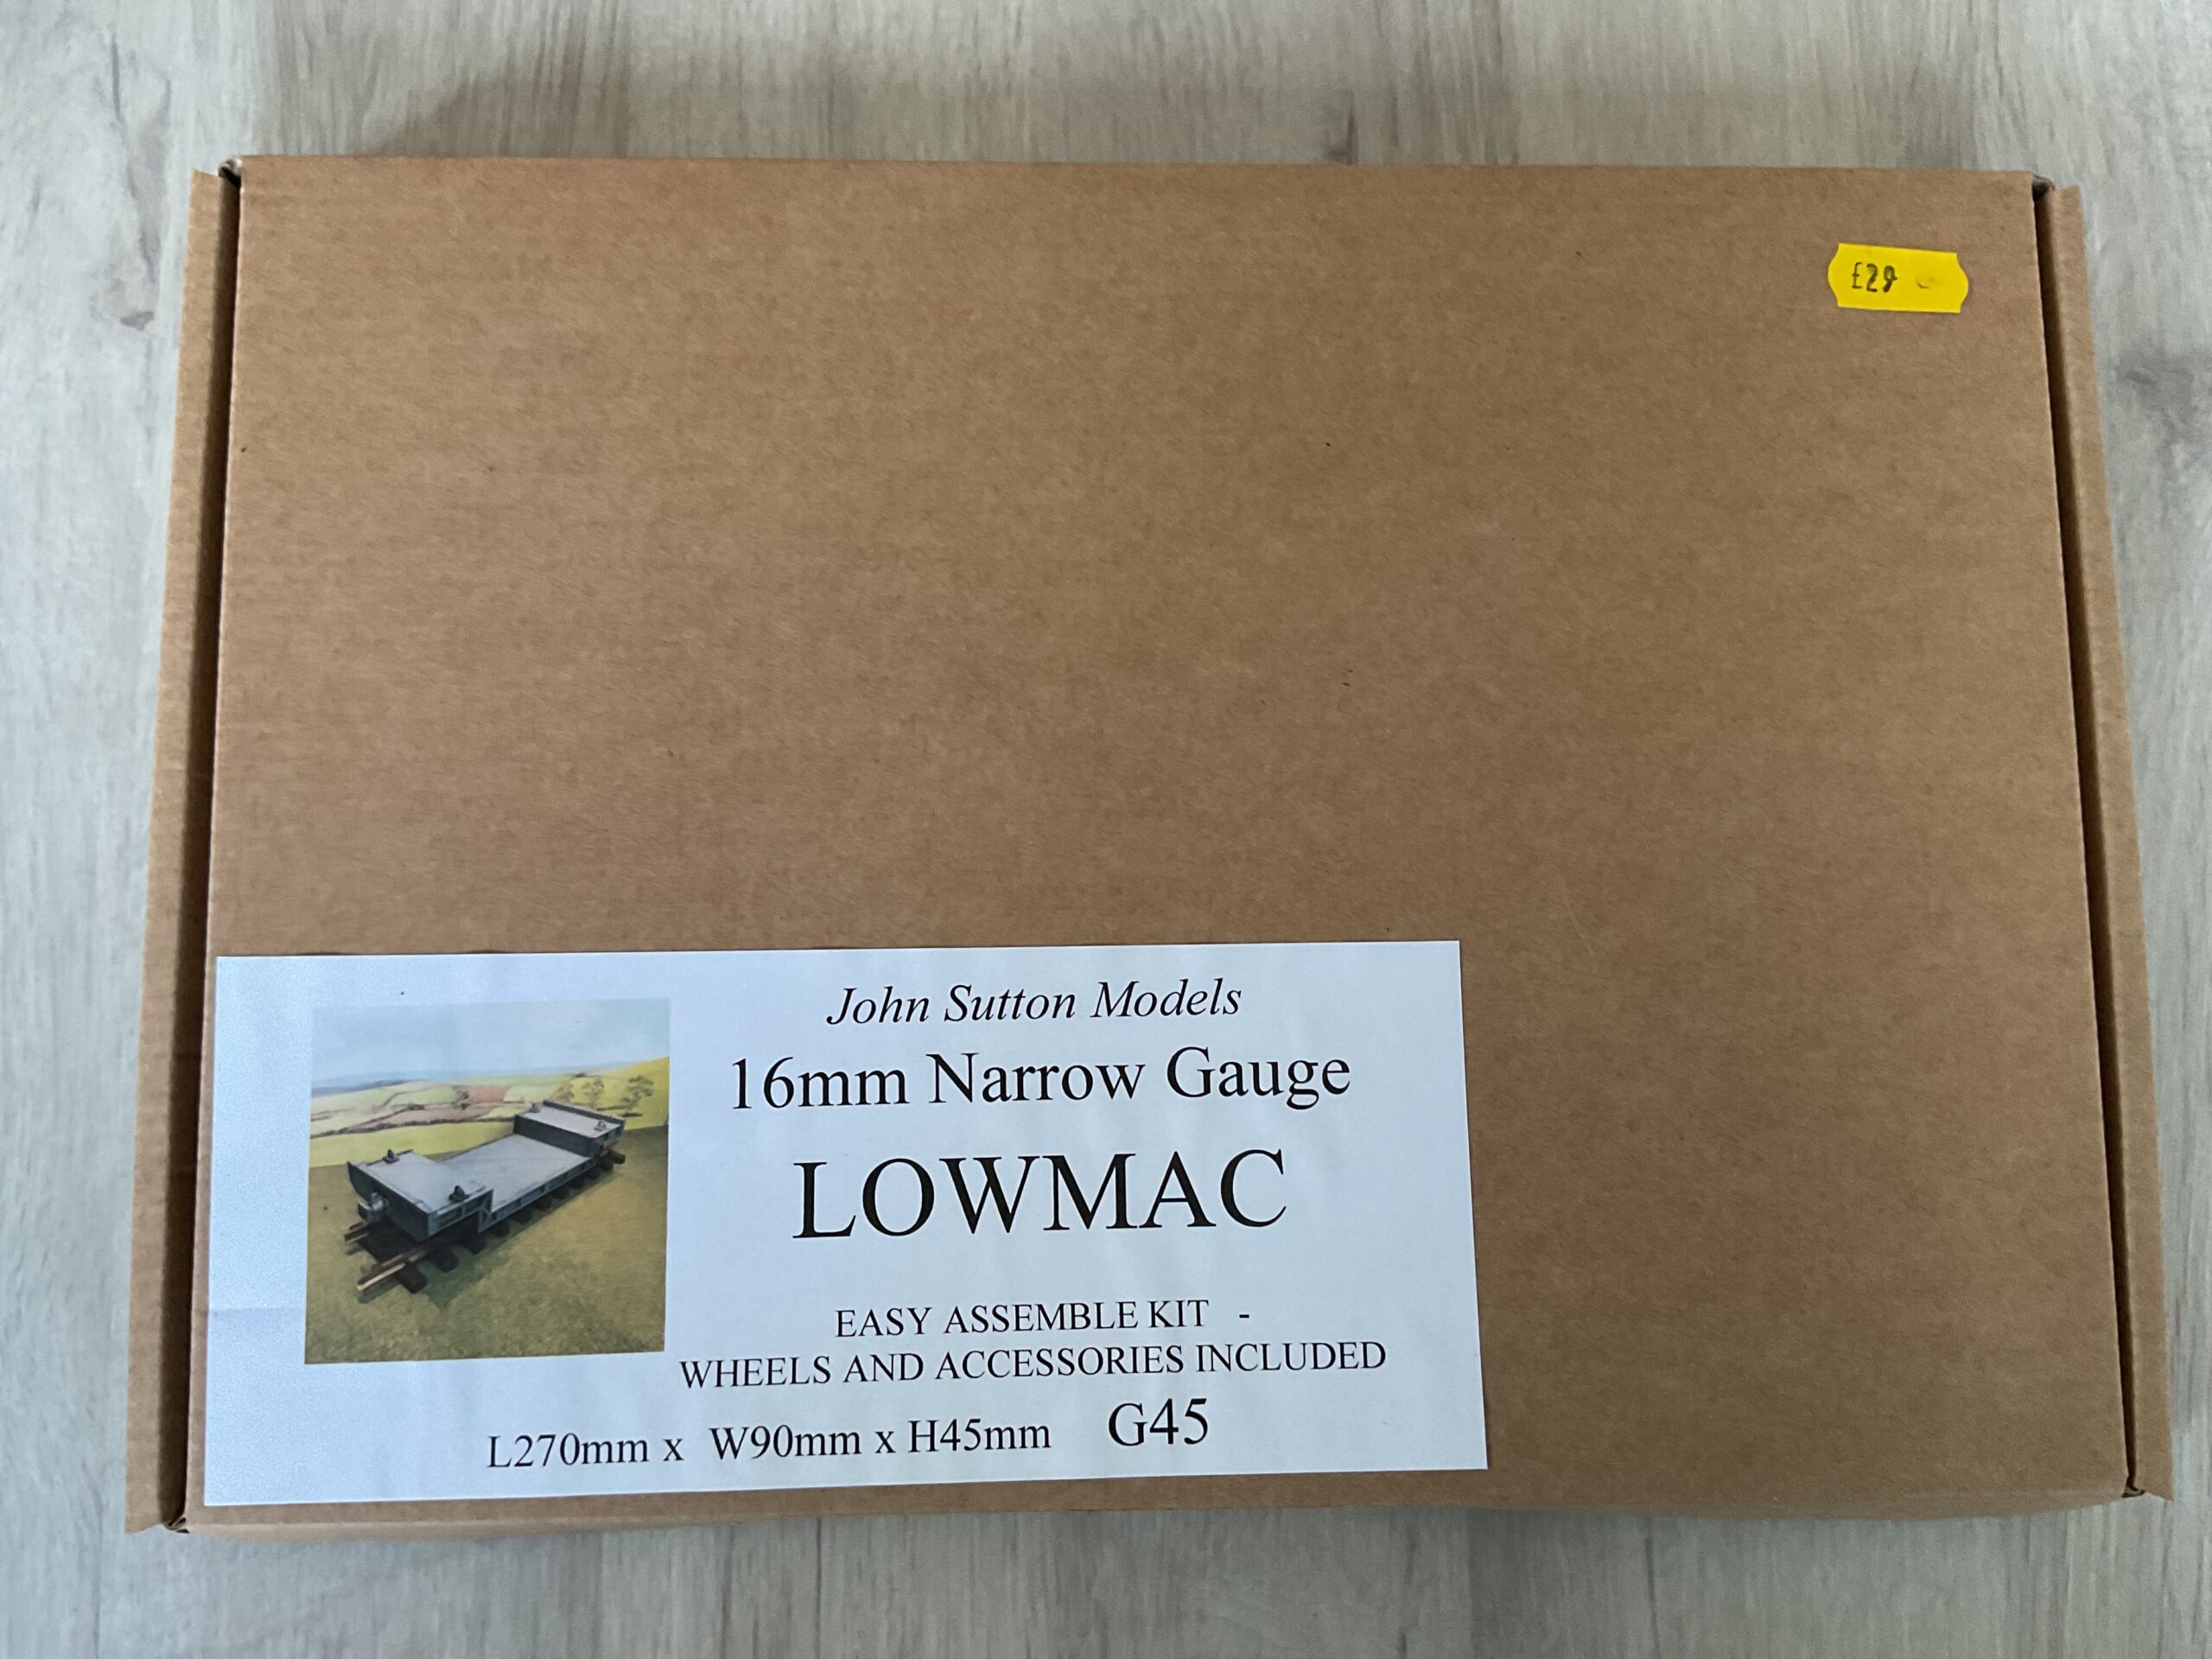 £29
John Sutton Models
16mm Narrow Gauge
LOWMAC
EASY ASSEMBLE KIT -
WHEELS AND ACCESSORIES INCLUDED
L270mm x W90mm x H45mm G45